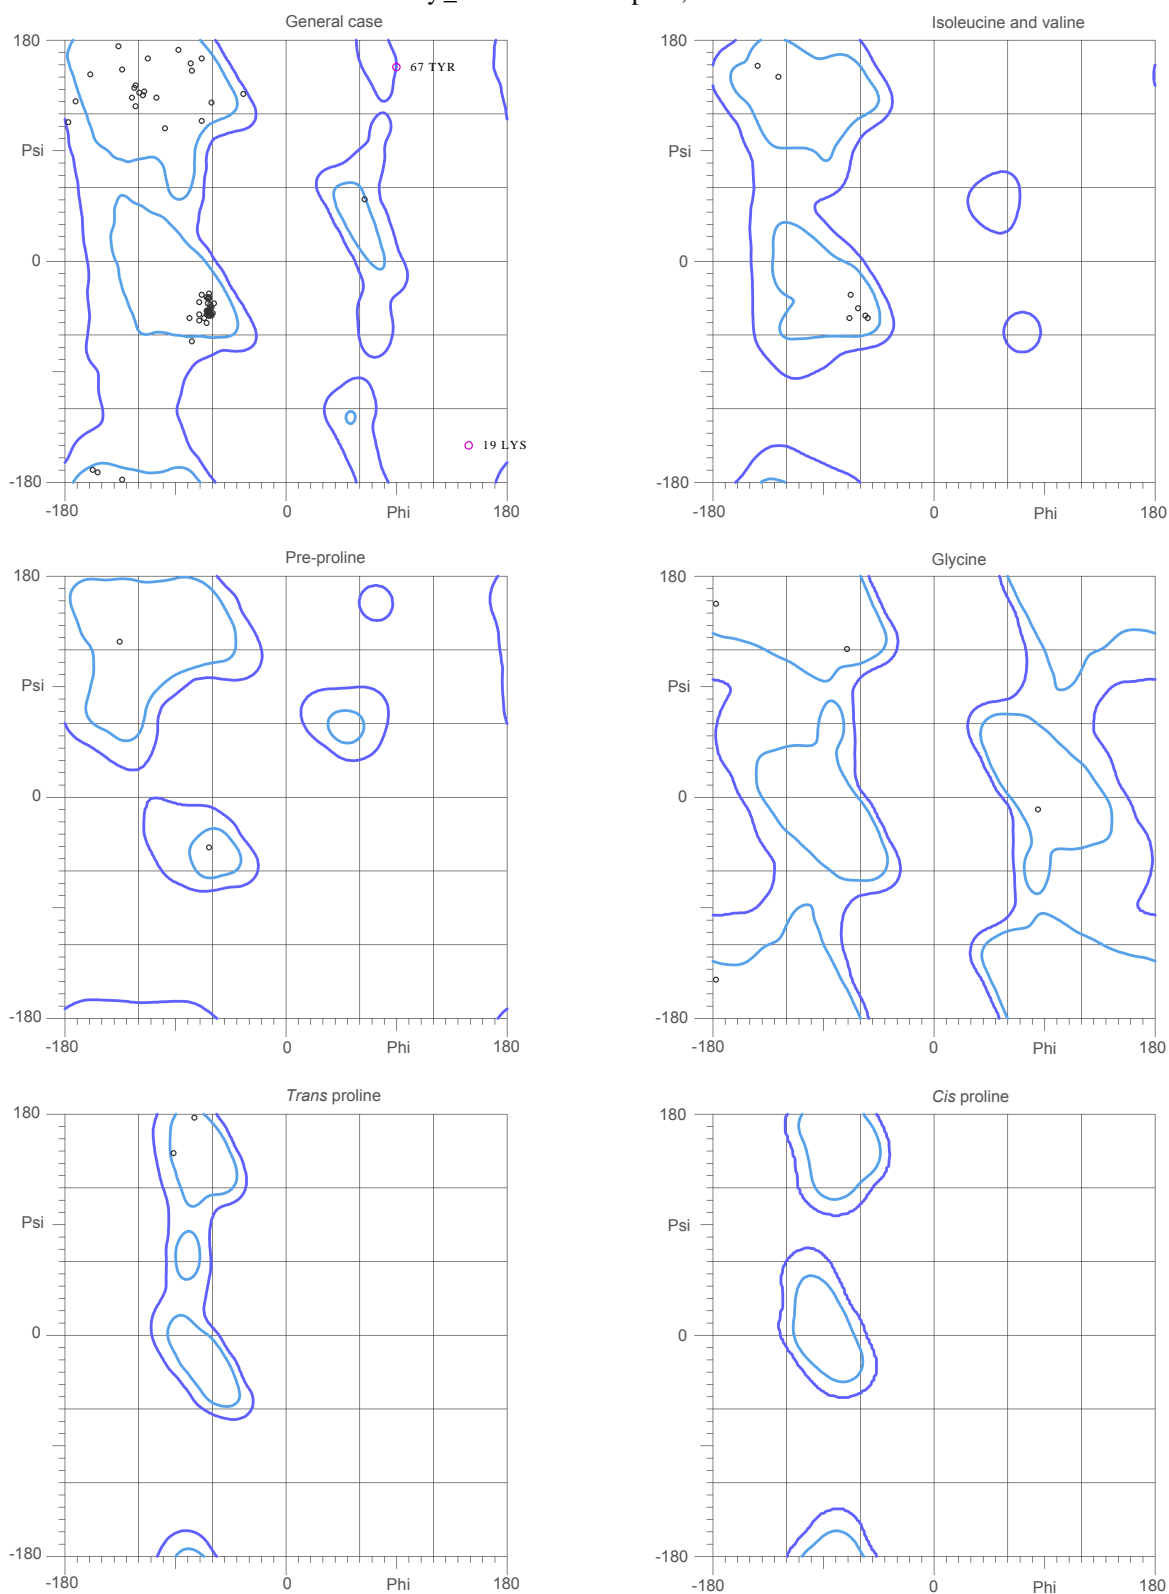 General case
180
Psi
0
-180
-180
0
Phi
180
67 TYR
19 LYS
Isoleucine and valine
180
Psi
0
-180
-180
0
Phi
180
Pre-proline
180
Psi
0
-180
-180
0
Phi
180
Glycine
180
Psi
0
-180
-180
0
Phi
180
Trans proline
180
Psi
0
-180
-180
0
Phi
180
Cis proline
180
Psi
0
-180
-180
0
Phi
180